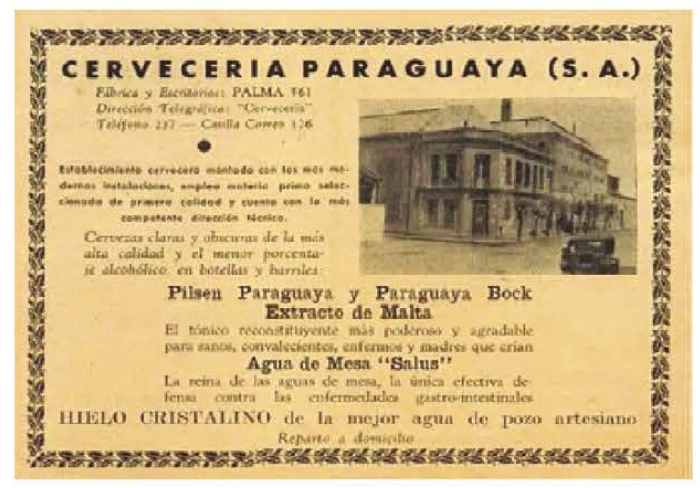 CERVECERIA PARAGUAYA (S. A.)
Fábrica y Escritorios: PALMA
Dirección Telegráfica: "Cerveceria"
Teléfono 237 — Casilla Correo 126
Establecimiento cervecero montado con las más mo-
dernas instalaciones, emplea materia prima selec-
cionada de primera calidad y cuenta con la más
competente dirección técnica.
Cervezas claras y obscuras de la más
alta calidad y el menor porcenta-
je alcohólico, en botellas y barriles:
Pilsen Paraguaya y Paraguaya Bock
Extracto de Malta
El tónico reconstituyente más poderoso y agradable
para sanos, convalecientes, enfermos y madres que crían
Agua de Mesa "Salus"
La reina de las aguas de mesa, la única efectiva de-
fensa contra las enfermedades gastro-intestinales
HIELO CRISTALINO de la mejor agua de pozo artesiano
Reparto a domicilio